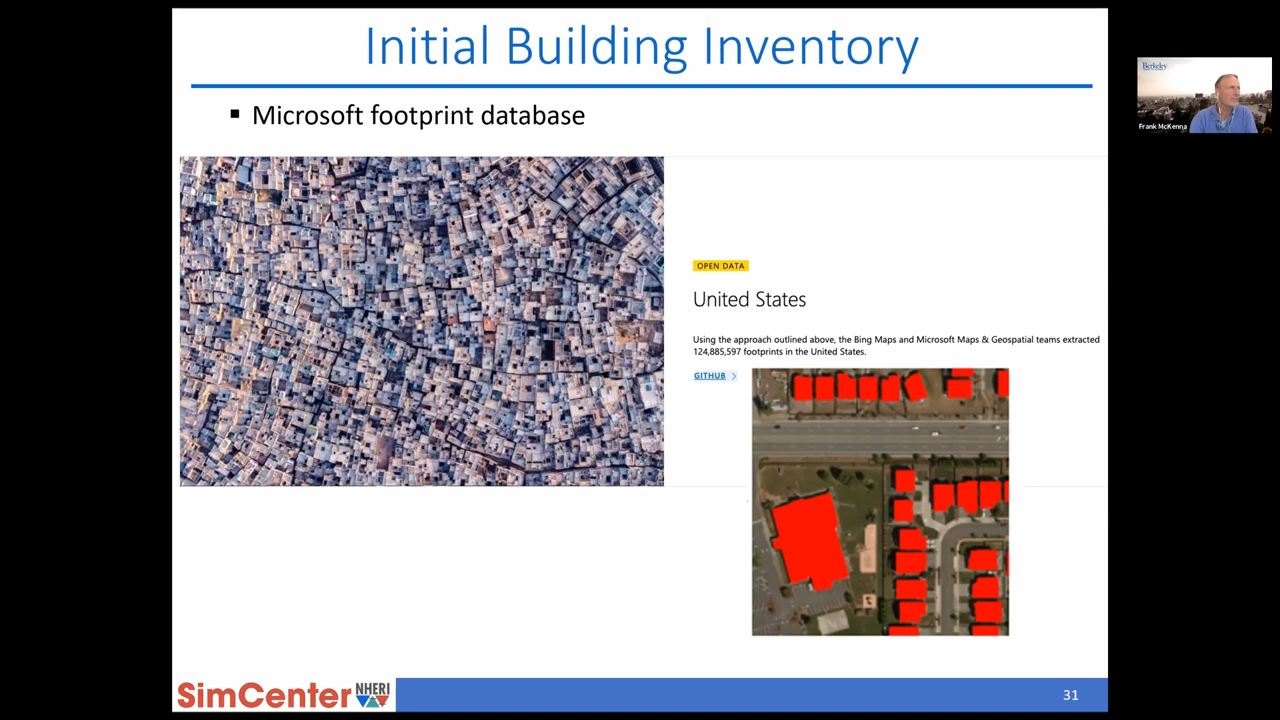 Initial Building Inventory
▪ Microsoft footprint database
OPEN DATA
United States
Using the approach outlined above, the Bing Maps and Microsoft Maps & Geospatial teams extracted
124,885,597 footprints in the United States.
GITHUB >
SimCenter NHERI
31
Berkeley
Frank McKenna